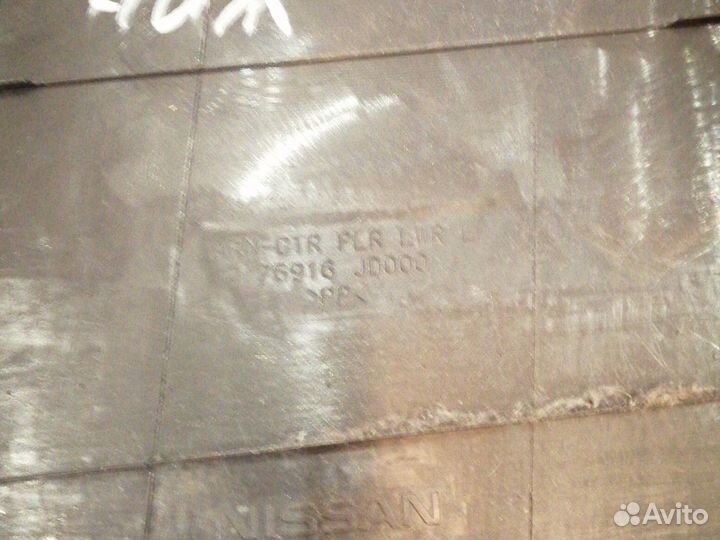 -CTR PLR LWR
76916 JD000
>PP<
NISSAN
Avito